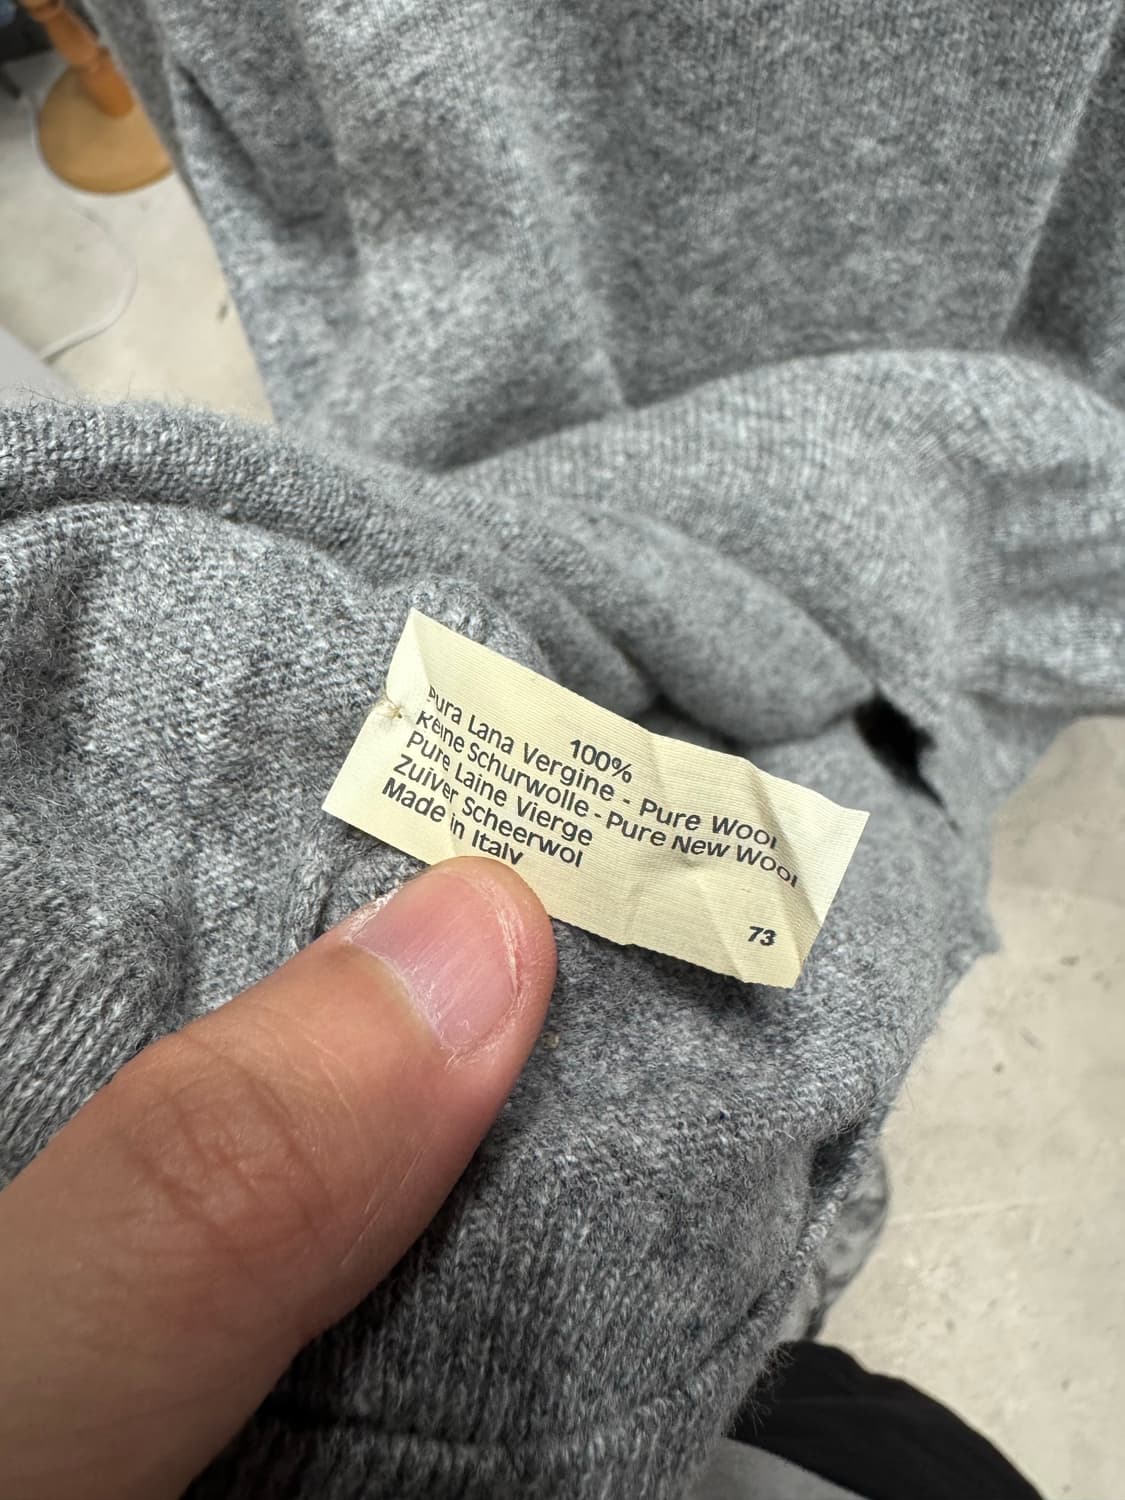 100%
Pura Lana Vergine - Pure Wool
Reine Schurwolle - Pure New Wool
Pure Laine Vierge
Zuiver Scheerwol
Made in Italy
73